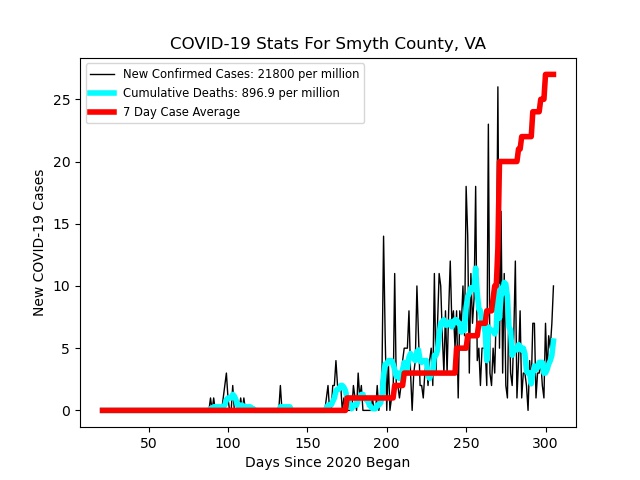 COVID-19 Stats For Smyth County, VA
New Confirmed Cases: 21800 per million
Cumulative Deaths: 896.9 per million
7 Day Case Average
New COVID-19 Cases
25
20
15
10
5
0
50 100 150 200 250 300
Days Since 2020 Began